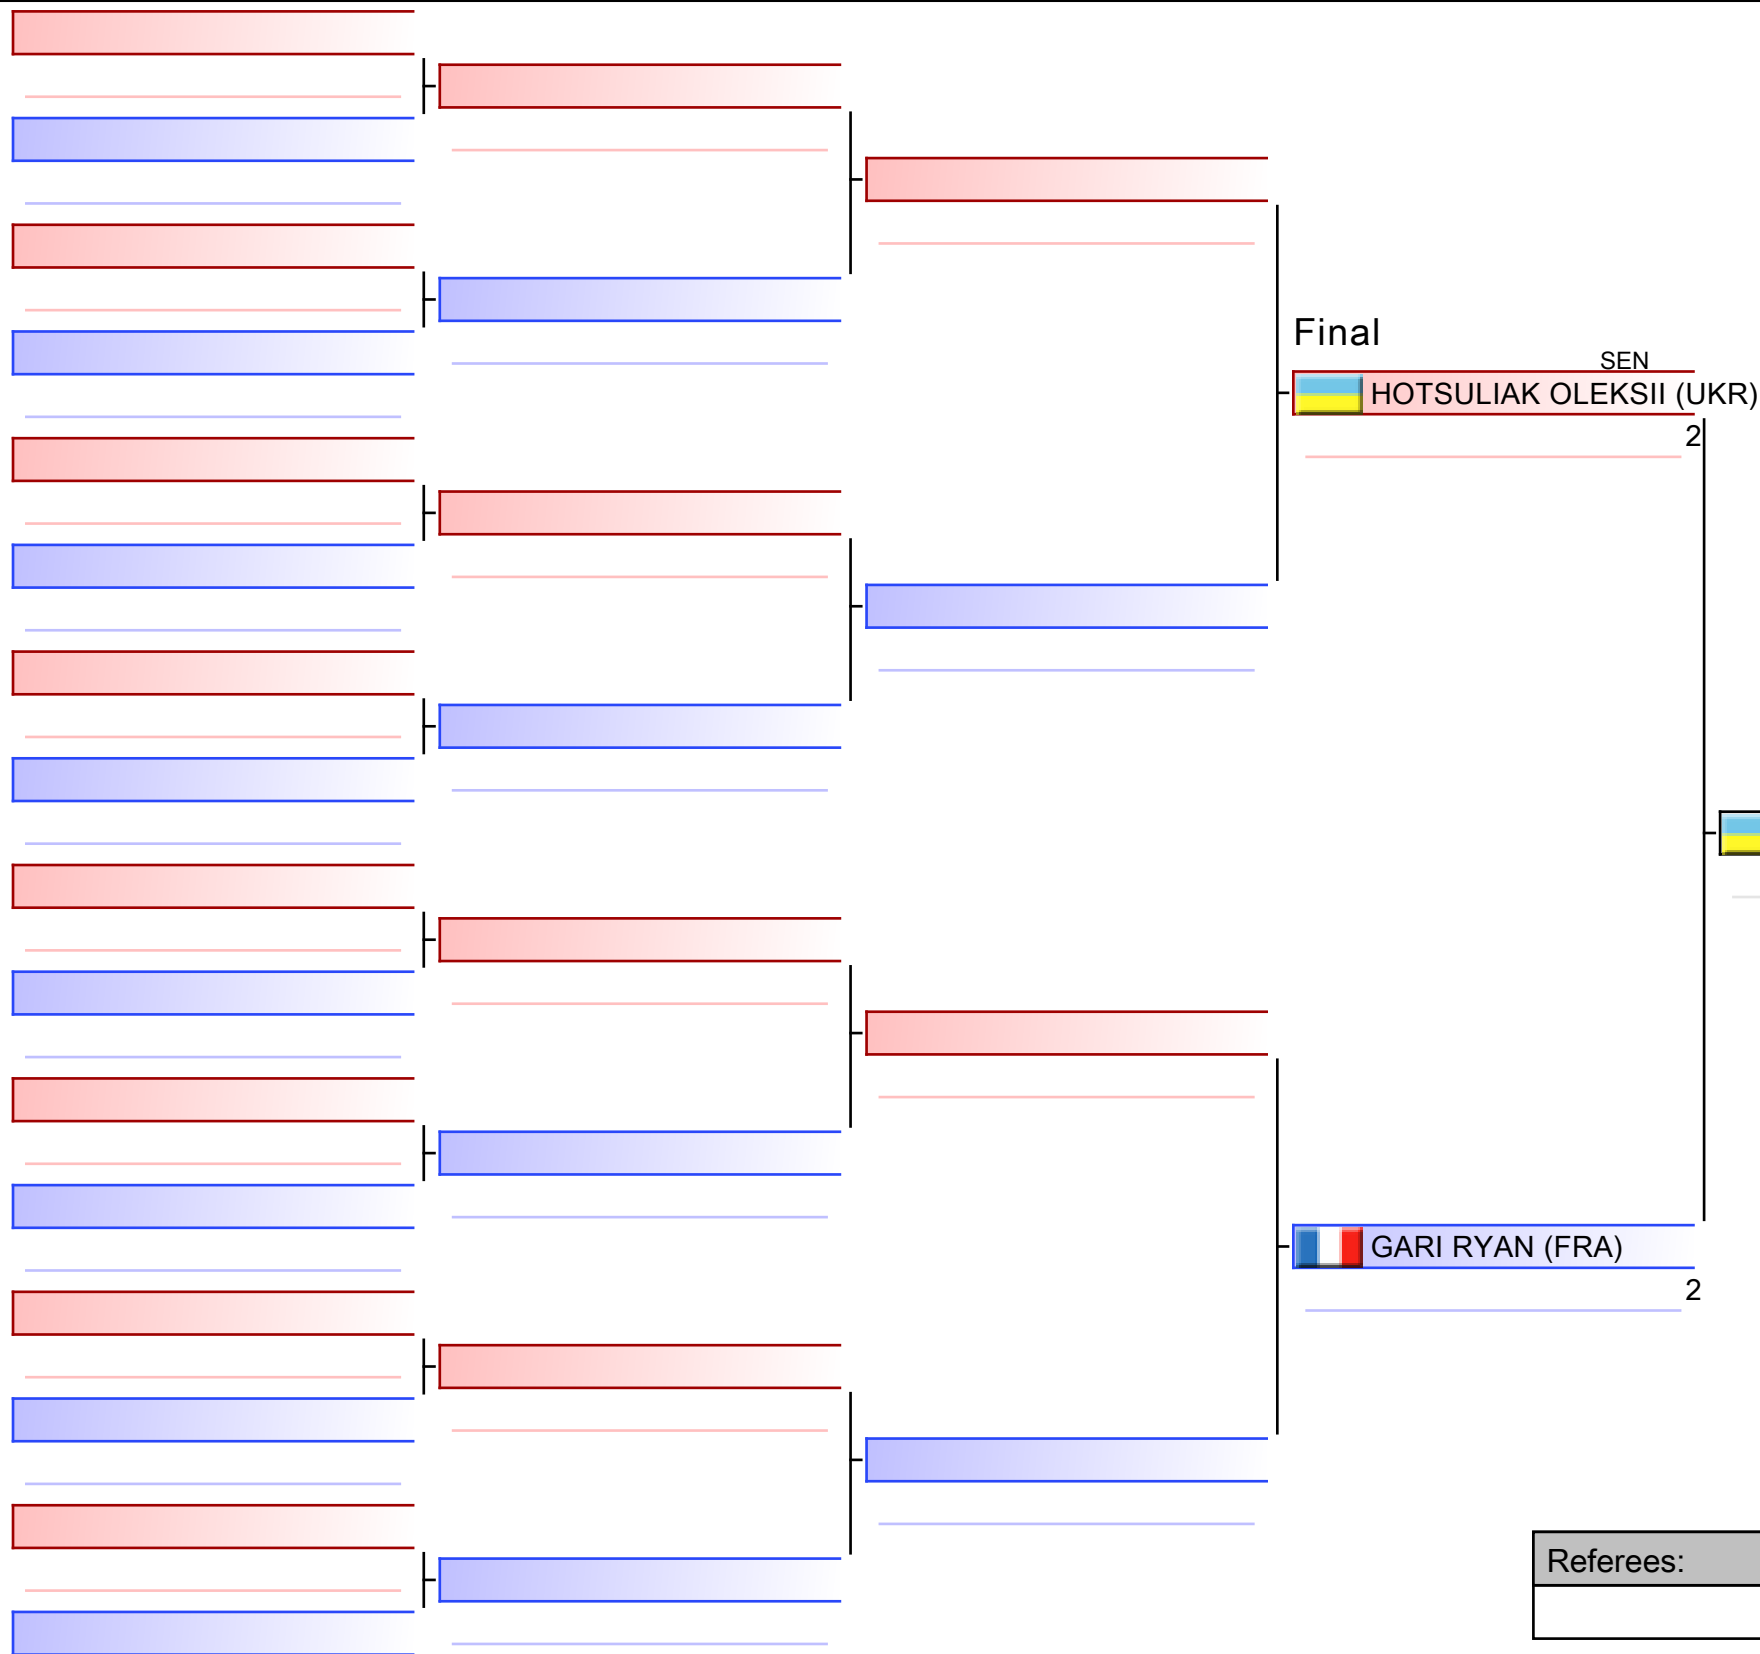 Final
SEN
HOTSULIAK OLEKSII (UKR)
2
GARI RYAN (FRA)
2
Referees: